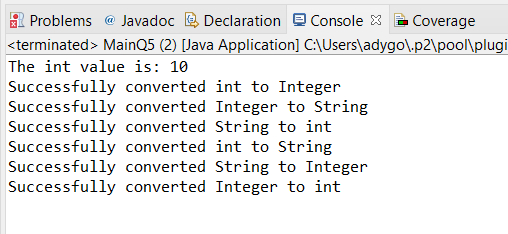 Problems @ Javadoc Declaration Console Coverage
<terminated> MainQ5 (2) [Java Application] C:\Users\adygo\.p2\pool\plugi
The int value is: 10
Successfully converted int to Integer
Successfully converted Integer to String
Successfully converted String to int
Successfully converted int to String
Successfully converted String to Integer
Successfully converted Integer to int